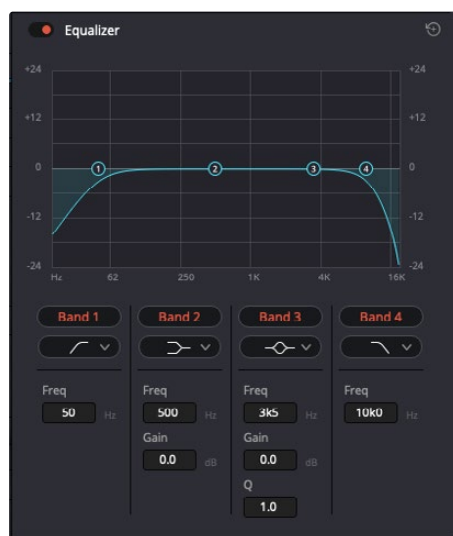 Equalizer
+24 +24
+12 +12
0 1 2 3 4 0
-12 -12
-24 -24
Hz 62 250 1K 4K 16K
Band 1 Band 2 Band 3 Band 4
Freq Freq Freq Freq
50 Hz 500 Hz 3k5 Hz 10k0 Hz
Gain Gain
0.0 dB 0.0 dB
Q
1.0